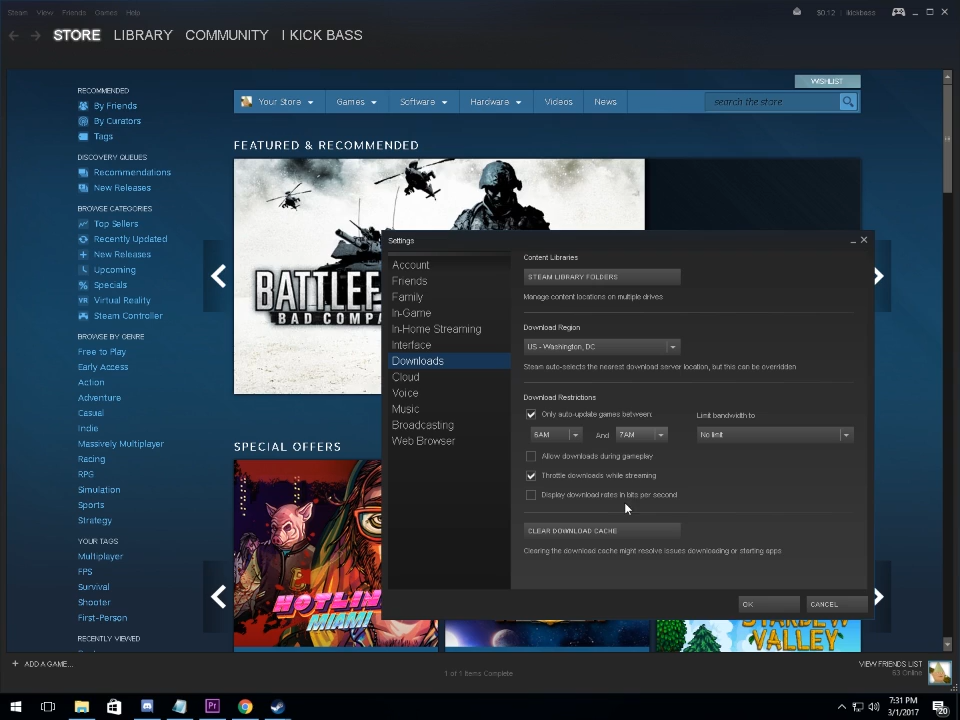 Steam View Friends Games Help
$0.12 ikickbass
STORE LIBRARY COMMUNITY I KICK BASS
WISHLIST
Your Store Games Software Hardware Videos News search the store
RECOMMENDED
By Friends
By Curators
Tags
DISCOVERY QUEUES
Recommendations
New Releases
BROWSE CATEGORIES
Top Sellers
Recently Updated
New Releases
Upcoming
Specials
VR Virtual Reality
Steam Controller
BROWSE BY GENRE
Free to Play
Early Access
Action
Adventure
Casual
Indie
Massively Multiplayer
Racing
RPG
Simulation
Sports
Strategy
YOUR TAGS
Multiplayer
FPS
Survival
Shooter
First-Person
RECENTLY VIEWED
FEATURED & RECOMMENDED
BATTLEF
BAD COMPA
SPECIAL OFFERS
HOTLIN
MIAMI
STARDEW
VALLEY
Settings
Account
Friends
Family
In-Game
In-Home Streaming
Interface
Downloads
Cloud
Voice
Music
Broadcasting
Web Browser
Content Libraries
STEAM LIBRARY FOLDERS
Manage content locations on multiple drives
Download Region
US - Washington, DC
Steam auto-selects the nearest download server location, but this can be overridden
Download Restrictions
Only auto-update games between: Limit bandwidth to
6AM And 7AM No limit
Allow downloads during gameplay
Throttle downloads while streaming
Display download rates in bits per second
CLEAR DOWNLOAD CACHE
Clearing the download cache might resolve issues downloading or starting apps
OK CANCEL
+ ADD A GAME...
1 of 1 Items Complete
VIEW FRIENDS LIST
63 Online
Pr
7:31 PM
3/1/2017
20